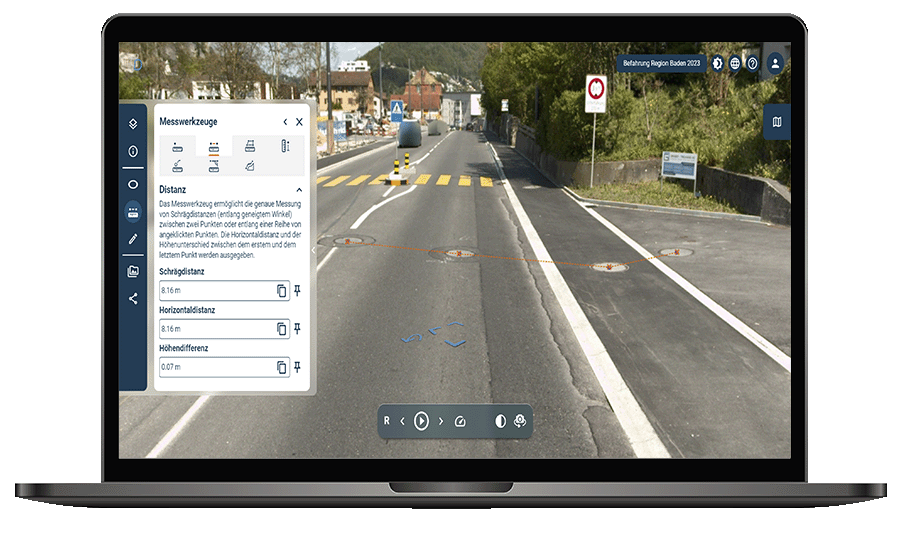 Befahrung Region Baden 2023
Messwerkzeuge
Distanz
Das Messwerkzeug ermöglicht die genaue Messung
von Schrägdistanzen (entlang geneigtem Winkel)
zwischen zwei Punkten oder entlang einer Reihe von
angeklickten Punkten. Die Horizontaldistanz und der
Höhenunterschied zwischen dem erstem und dem
letztem Punkt werden ausgegeben.
Schrägdistanz
8.16 m
Horizontaldistanz
8.16 m
Höhendifferenz
0.07 m
R